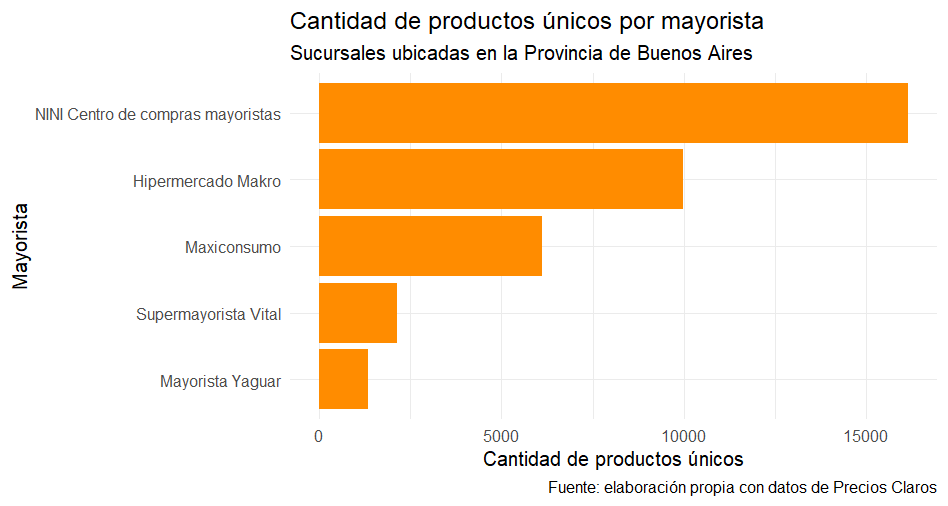 Cantidad de productos únicos por mayorista
Sucursales ubicadas en la Provincia de Buenos Aires
Mayorista
NINI Centro de compras mayoristas
Hipermercado Makro
Maxiconsumo
Supermayorista Vital
Mayorista Yaguar
0 5000 10000 15000
Cantidad de productos únicos
Fuente: elaboración propia con datos de Precios Claros